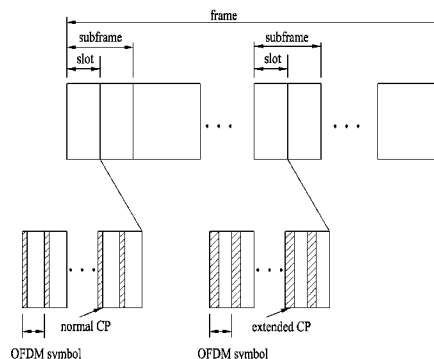 frame
subframe
subframe
slot
slot
normal CP
extended CP
OFDM symbol
OFDM symbol